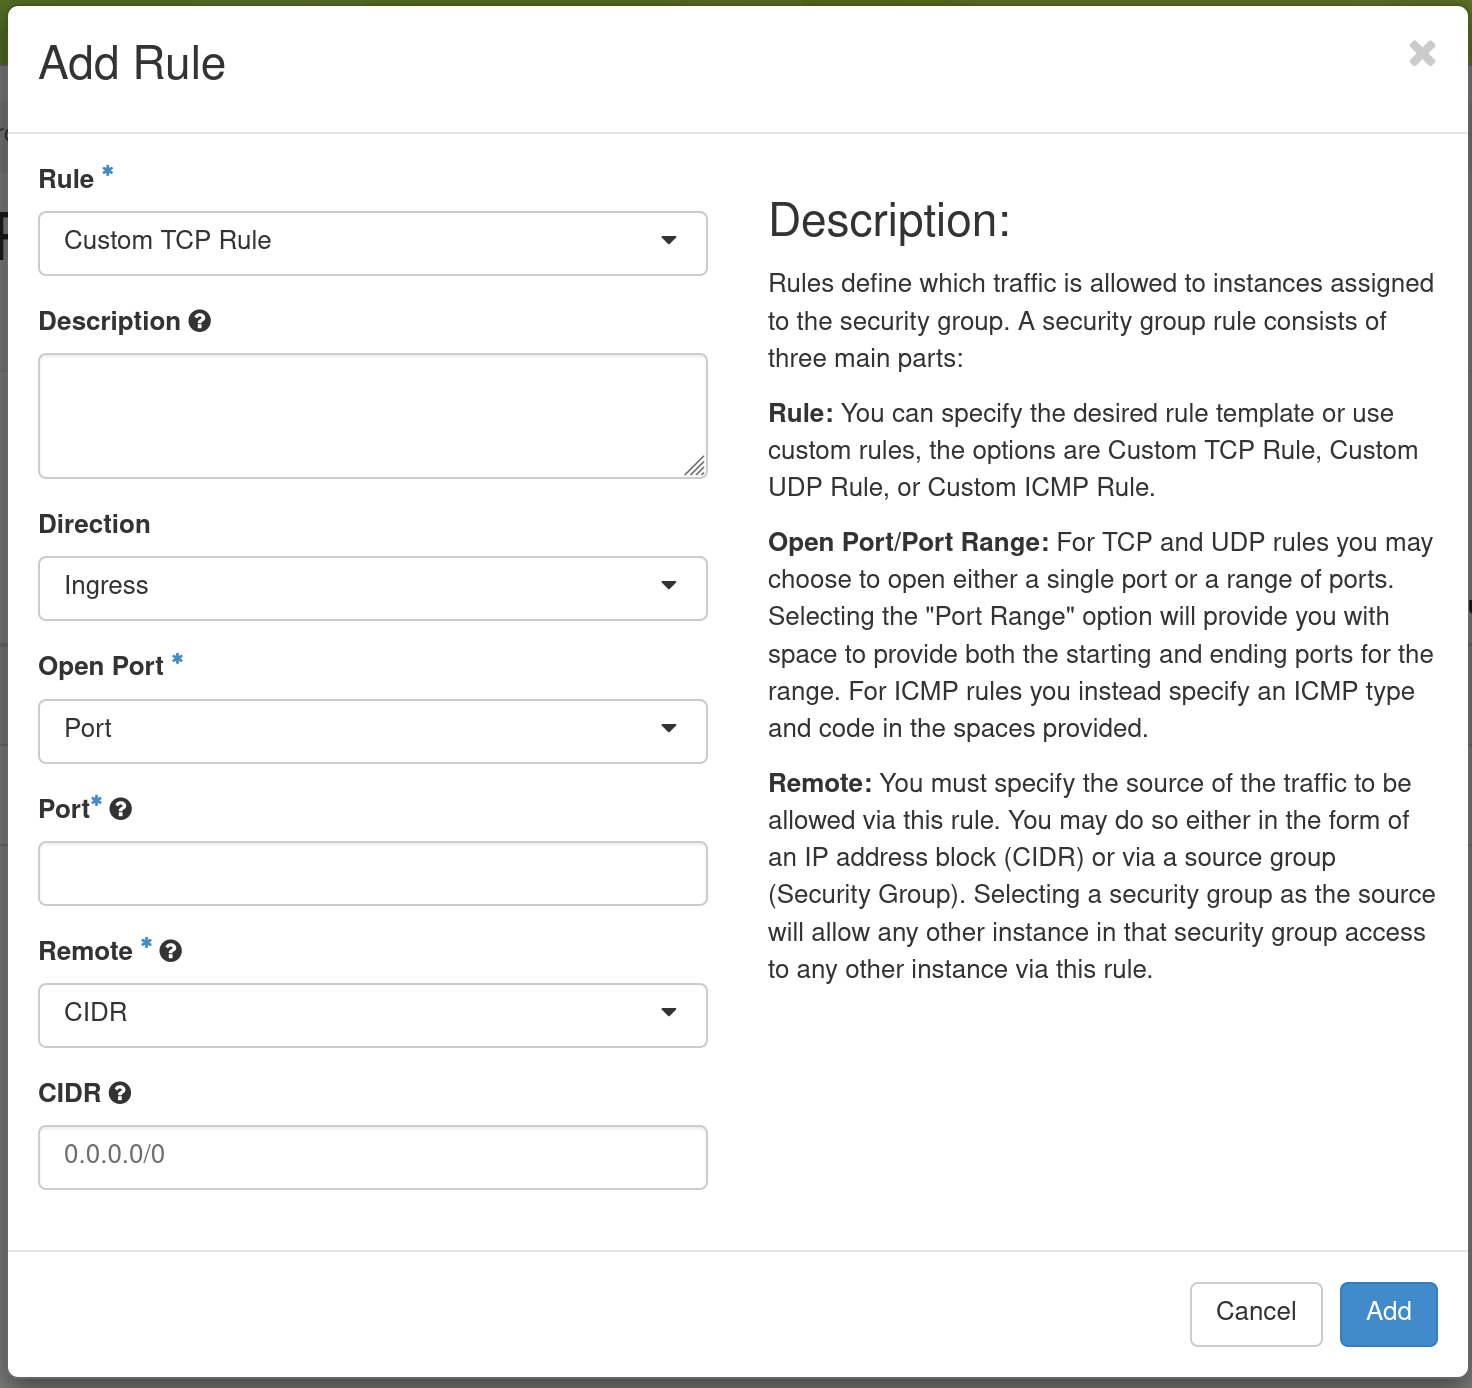 Add Rule
Rule *
Custom TCP Rule
Description
Direction
Ingress
Open Port *
Port
Port*
Remote *
CIDR
CIDR
0.0.0.0/0
Description:
Rules define which traffic is allowed to instances assigned
to the security group. A security group rule consists of
three main parts:
Rule: You can specify the desired rule template or use
custom rules, the options are Custom TCP Rule, Custom
UDP Rule, or Custom ICMP Rule.
Open Port/Port Range: For TCP and UDP rules you may
choose to open either a single port or a range of ports.
Selecting the "Port Range" option will provide you with
space to provide both the starting and ending ports for the
range. For ICMP rules you instead specify an ICMP type
and code in the spaces provided.
Remote: You must specify the source of the traffic to be
allowed via this rule. You may do so either in the form of
an IP address block (CIDR) or via a source group
(Security Group). Selecting a security group as the source
will allow any other instance in that security group access
to any other instance via this rule.
Cancel
Add